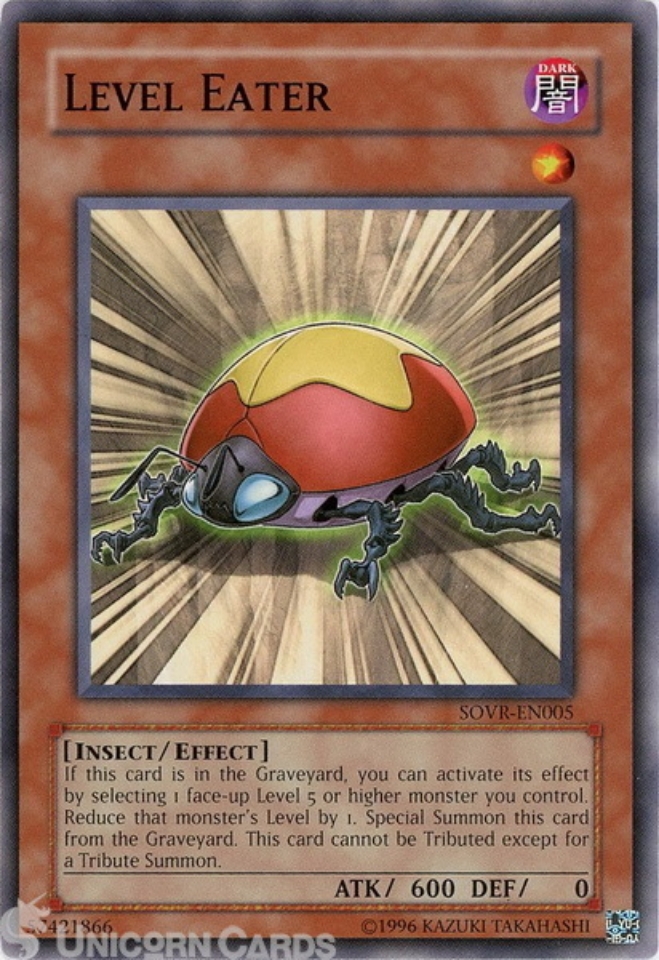 LEVEL EATER
DARK
闇
SOVR-EN005
[INSECT/EFFECT]
If this card is in the Graveyard, you can activate its effect
by selecting 1 face-up Level 5 or higher monster you control.
Reduce that monster's Level by 1. Special Summon this card
from the Graveyard. This card cannot be Tributed except for
a Tribute Summon.
ATK/ 600 DEF/ 0
421866 ©1996 KAZUKI TAKAHASHI
UNICORN CARDS